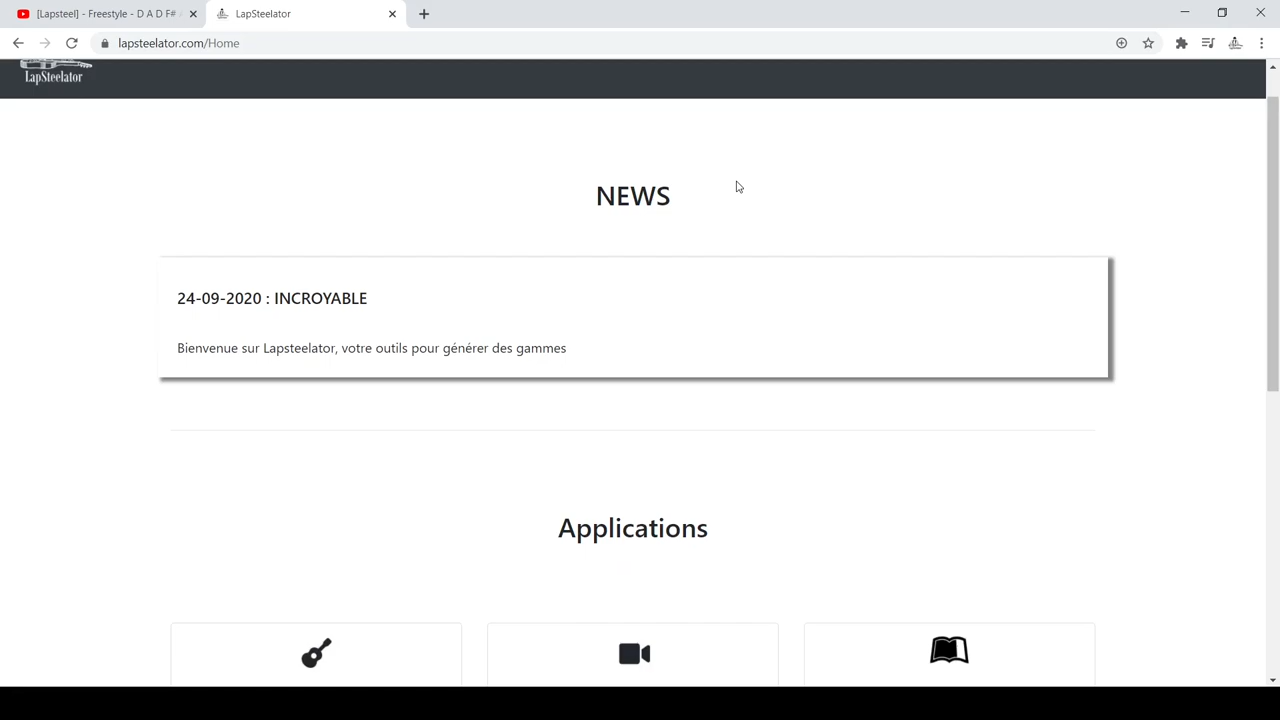 [Lapsteel] - Freestyle - D A D F#
LapSteelator
lapsteelator.com/Home
LapSteelator
NEWS
24-09-2020 : INCROYABLE
Bienvenue sur Lapsteelator, votre outils pour générer des gammes
Applications